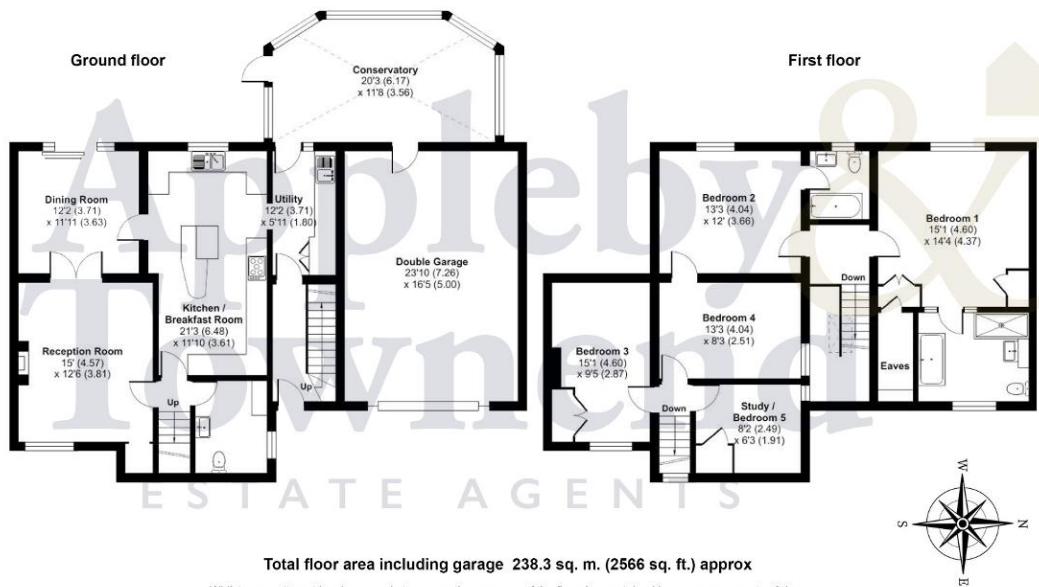 Ground floor
First floor
Conservatory
20'3 (6.17)
x 11'8 (3.56)
Dining Room
12'2 (3.71)
x 11'11 (3.63)
Utility
12'2 (3.71)
x 5'11 (1.80)
Double Garage
23'10 (7.26)
x 16'5 (5.00)
Kitchen /
Breakfast Room
21'3 (6.48)
x 11'10 (3.61)
Reception Room
15' (4.57)
x 12'6 (3.81)
Up
Up
Bedroom 2
13'3 (4.04)
x 12' (3.66)
Bedroom 1
15'1 (4.60)
x 14'4 (4.37)
Down
Bedroom 4
13'3 (4.04)
x 8'3 (2.51)
Bedroom 3
15'1 (4.60)
x 9'5 (2.87)
Eaves
Down
Study /
Bedroom 5
8'2 (2.49)
x 6'3 (1.91)
Appleby &
Townend
ESTATE AGENTS
W
S
N
E
Total floor area including garage 238.3 sq. m. (2566 sq. ft.) approx